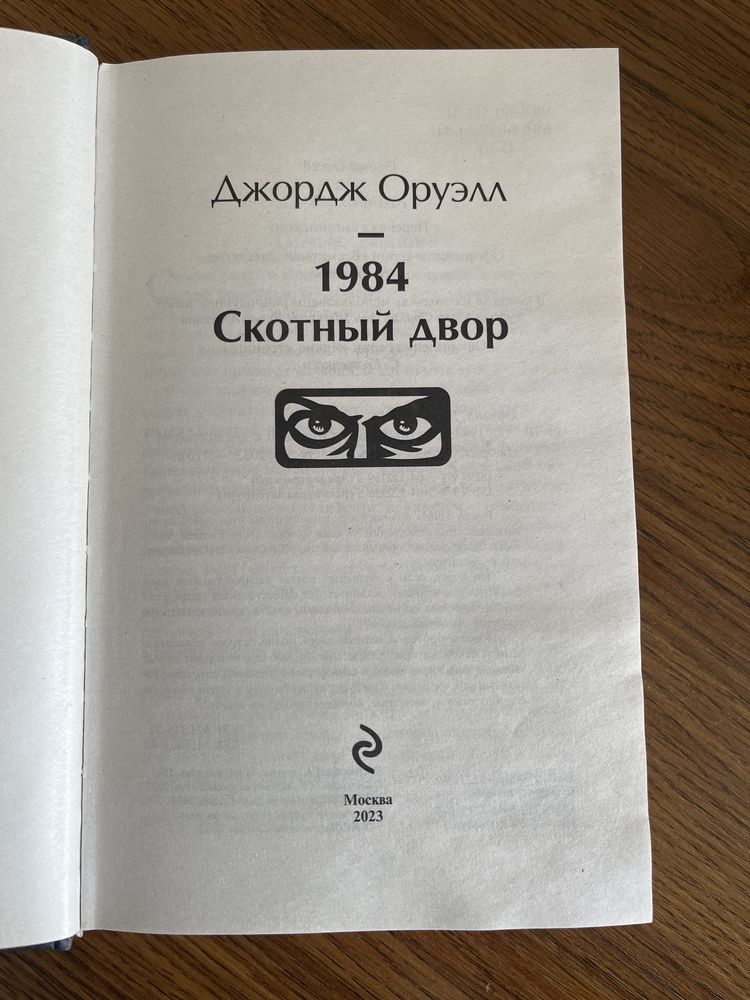 Джордж Оруэлл
—
1984
Скотный двор
Москва
2023